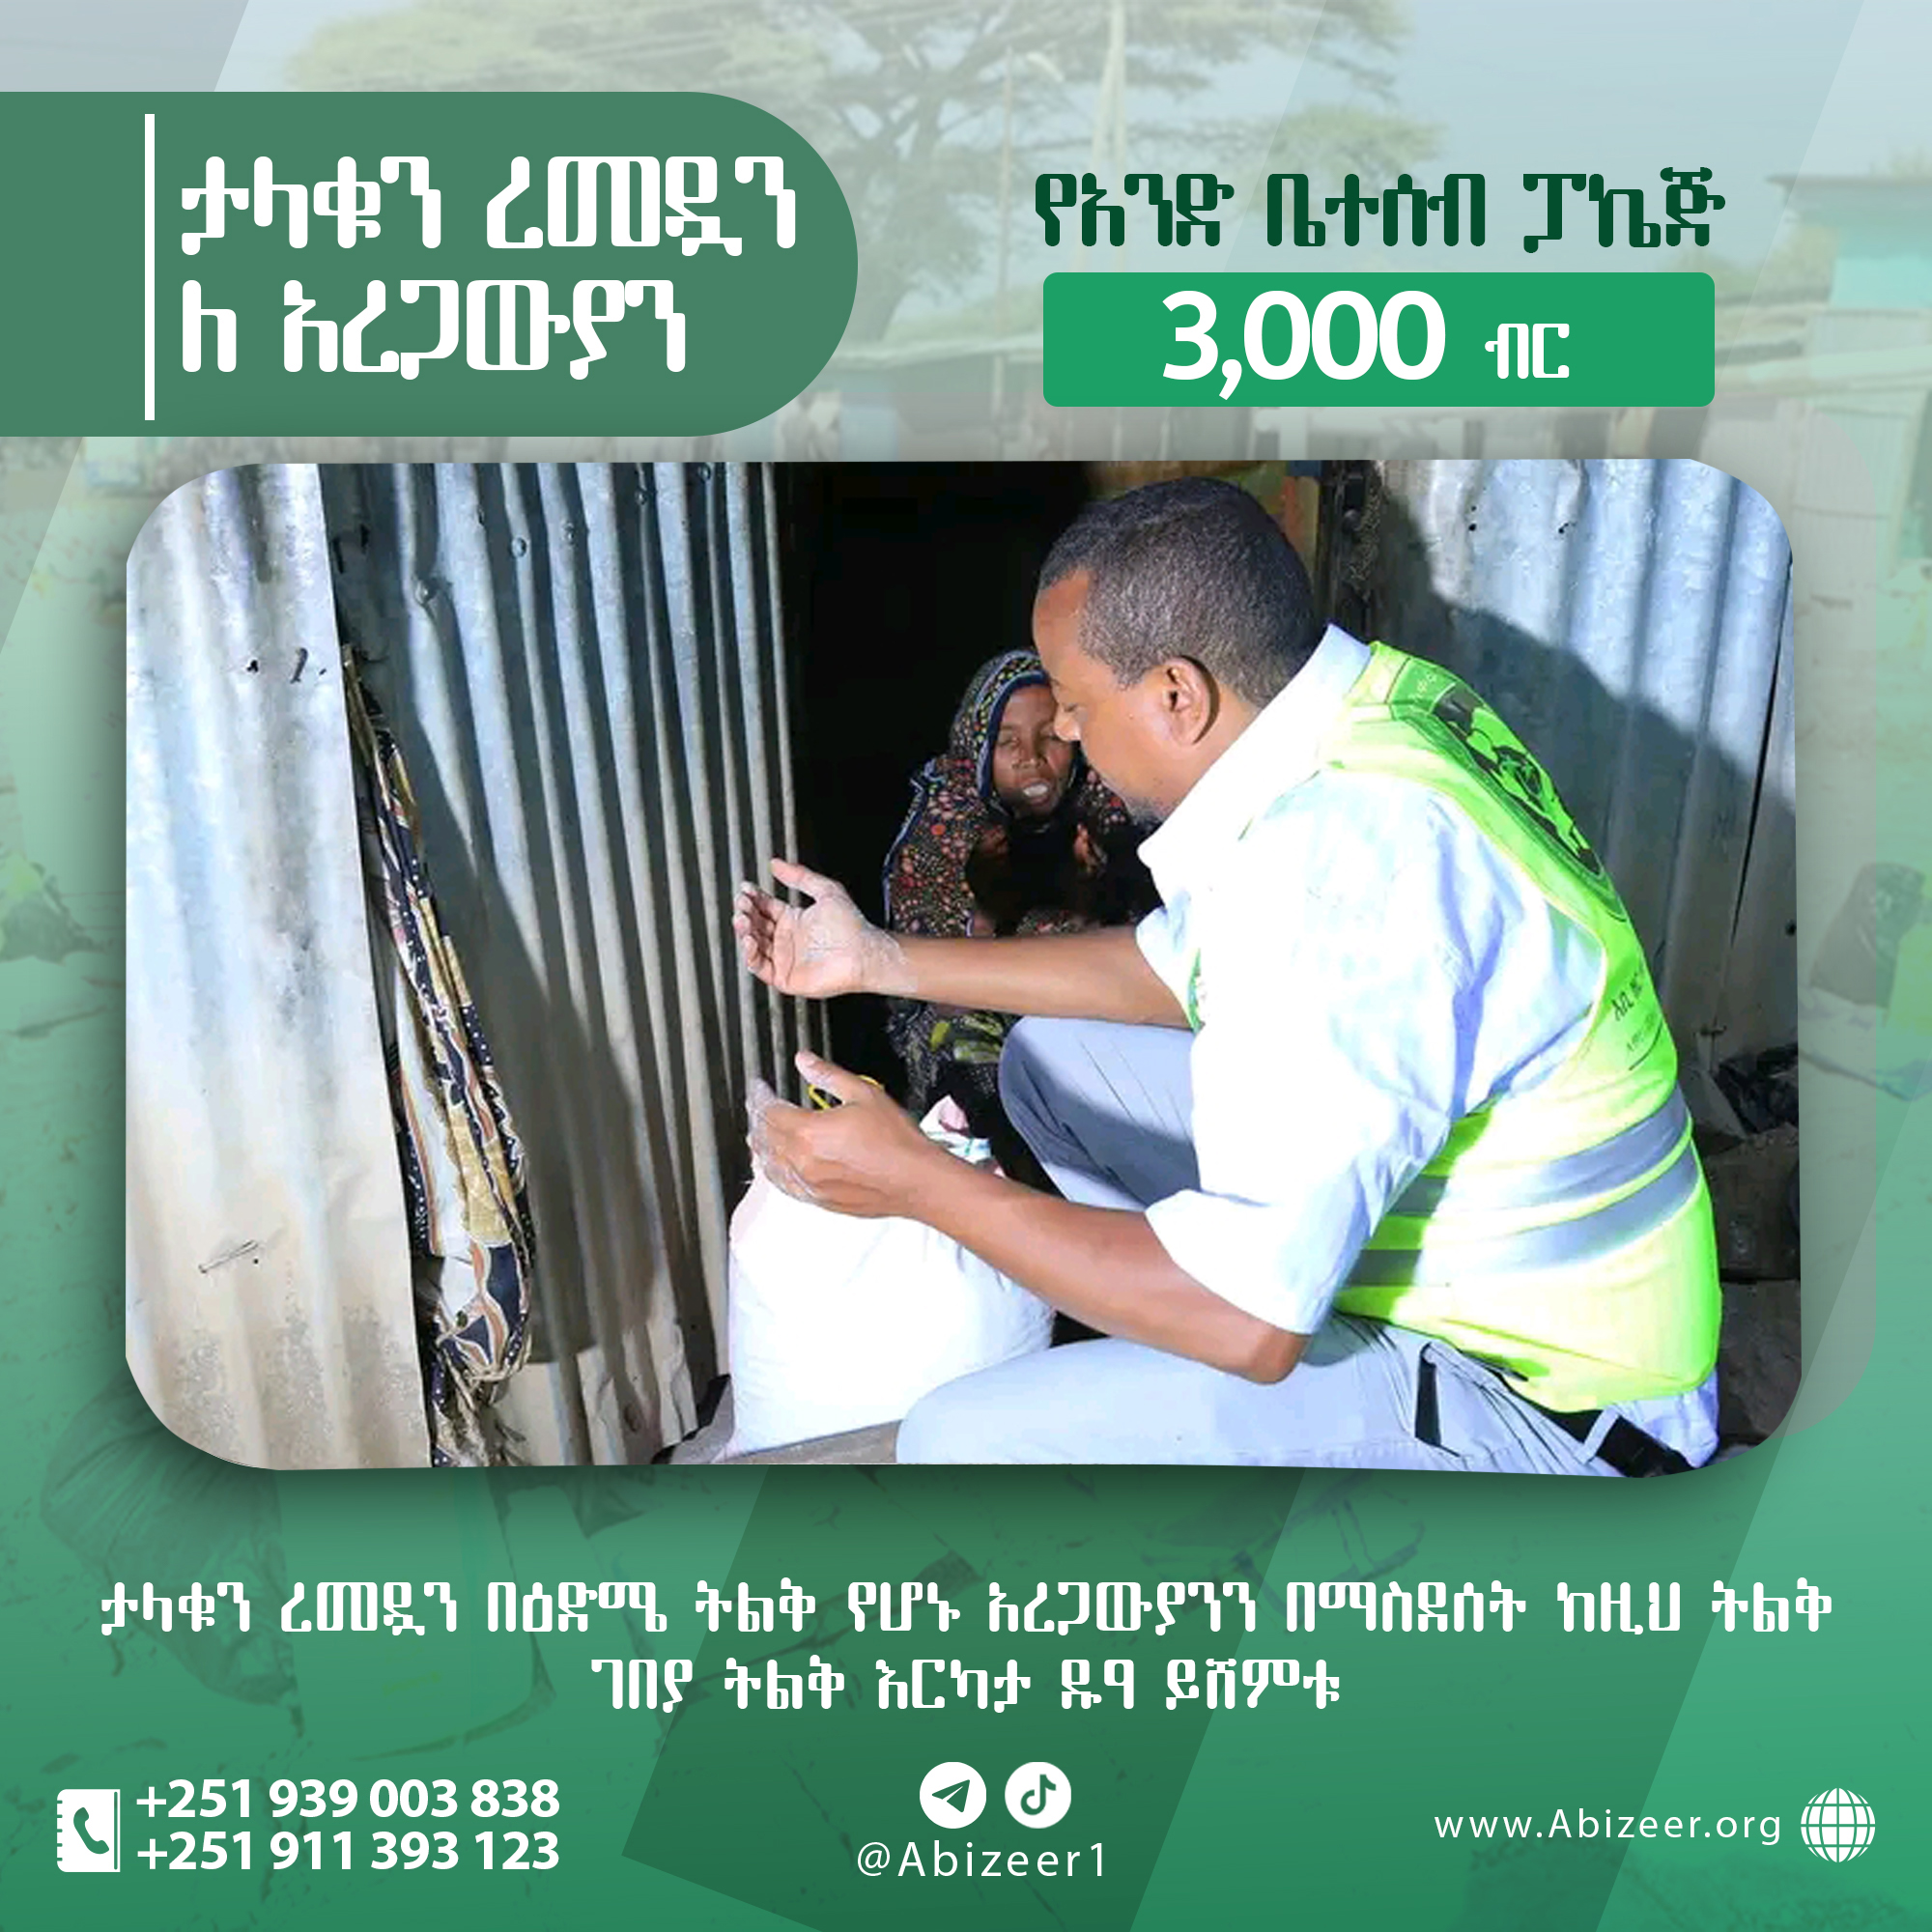 ታላቁን ረመዷን
ለ አረጋውያን
የአንድ ቤተሰብ ፓኬጅ
3,000 ብር
ታላቁን ረመዷን በዕድሜ ትልቅ የሆኑ አረጋውያንን በማስደሰት ከዚህ ትልቅ
ገበያ ትልቅ እርካታ ዱዓ ይሸምቱ
+251 939 003 838
+251 911 393 123
@Abizeer1
www.Abizeer.org